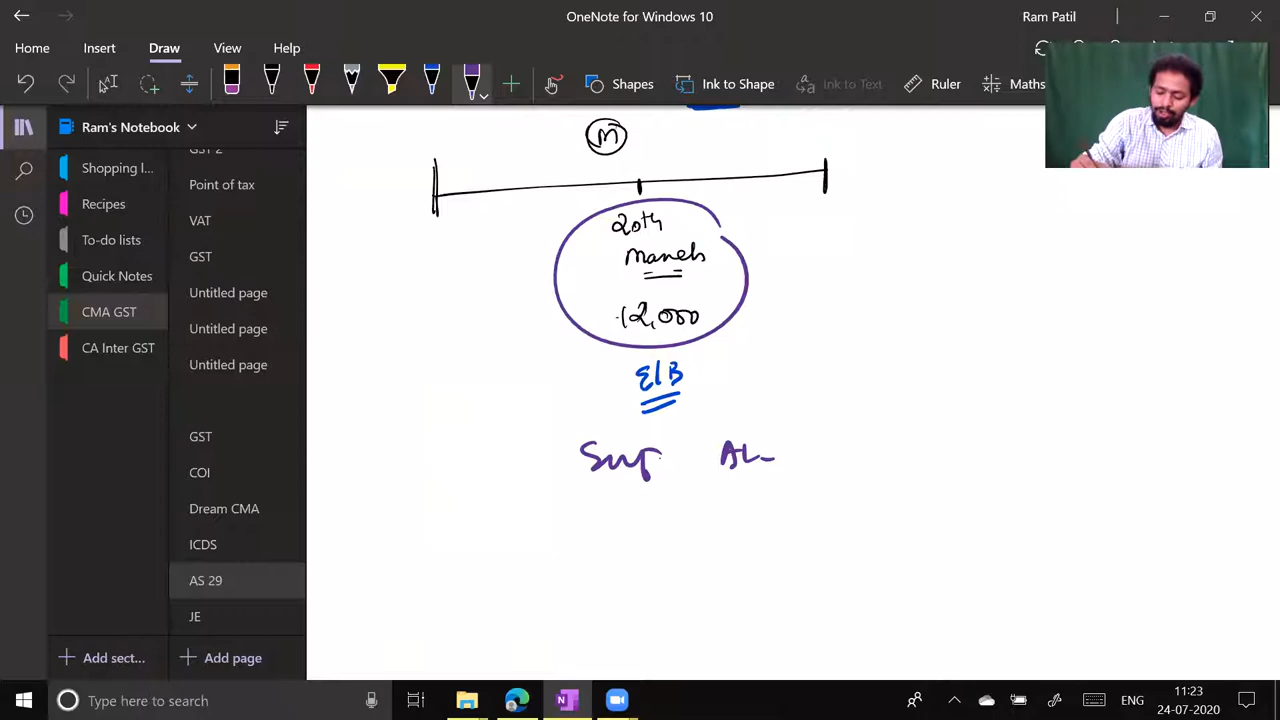 OneNote for Windows 10
Ram Patil
Home
Insert
Draw
View
Help
Shapes
Ink to Shape
Ink to Text
Ruler
Maths
Ram's Notebook
Shopping l...
Recipes
To-do lists
Quick Notes
CMA GST
CA Inter GST
GST 2
Point of tax
VAT
GST
Untitled page
Untitled page
Untitled page
GST
COI
Dream CMA
ICDS
AS 29
JE
Add sect...
Add page
M
20th
March
12,000
E/B
Sup
Type here to search
ENG
11:23
24-07-2020